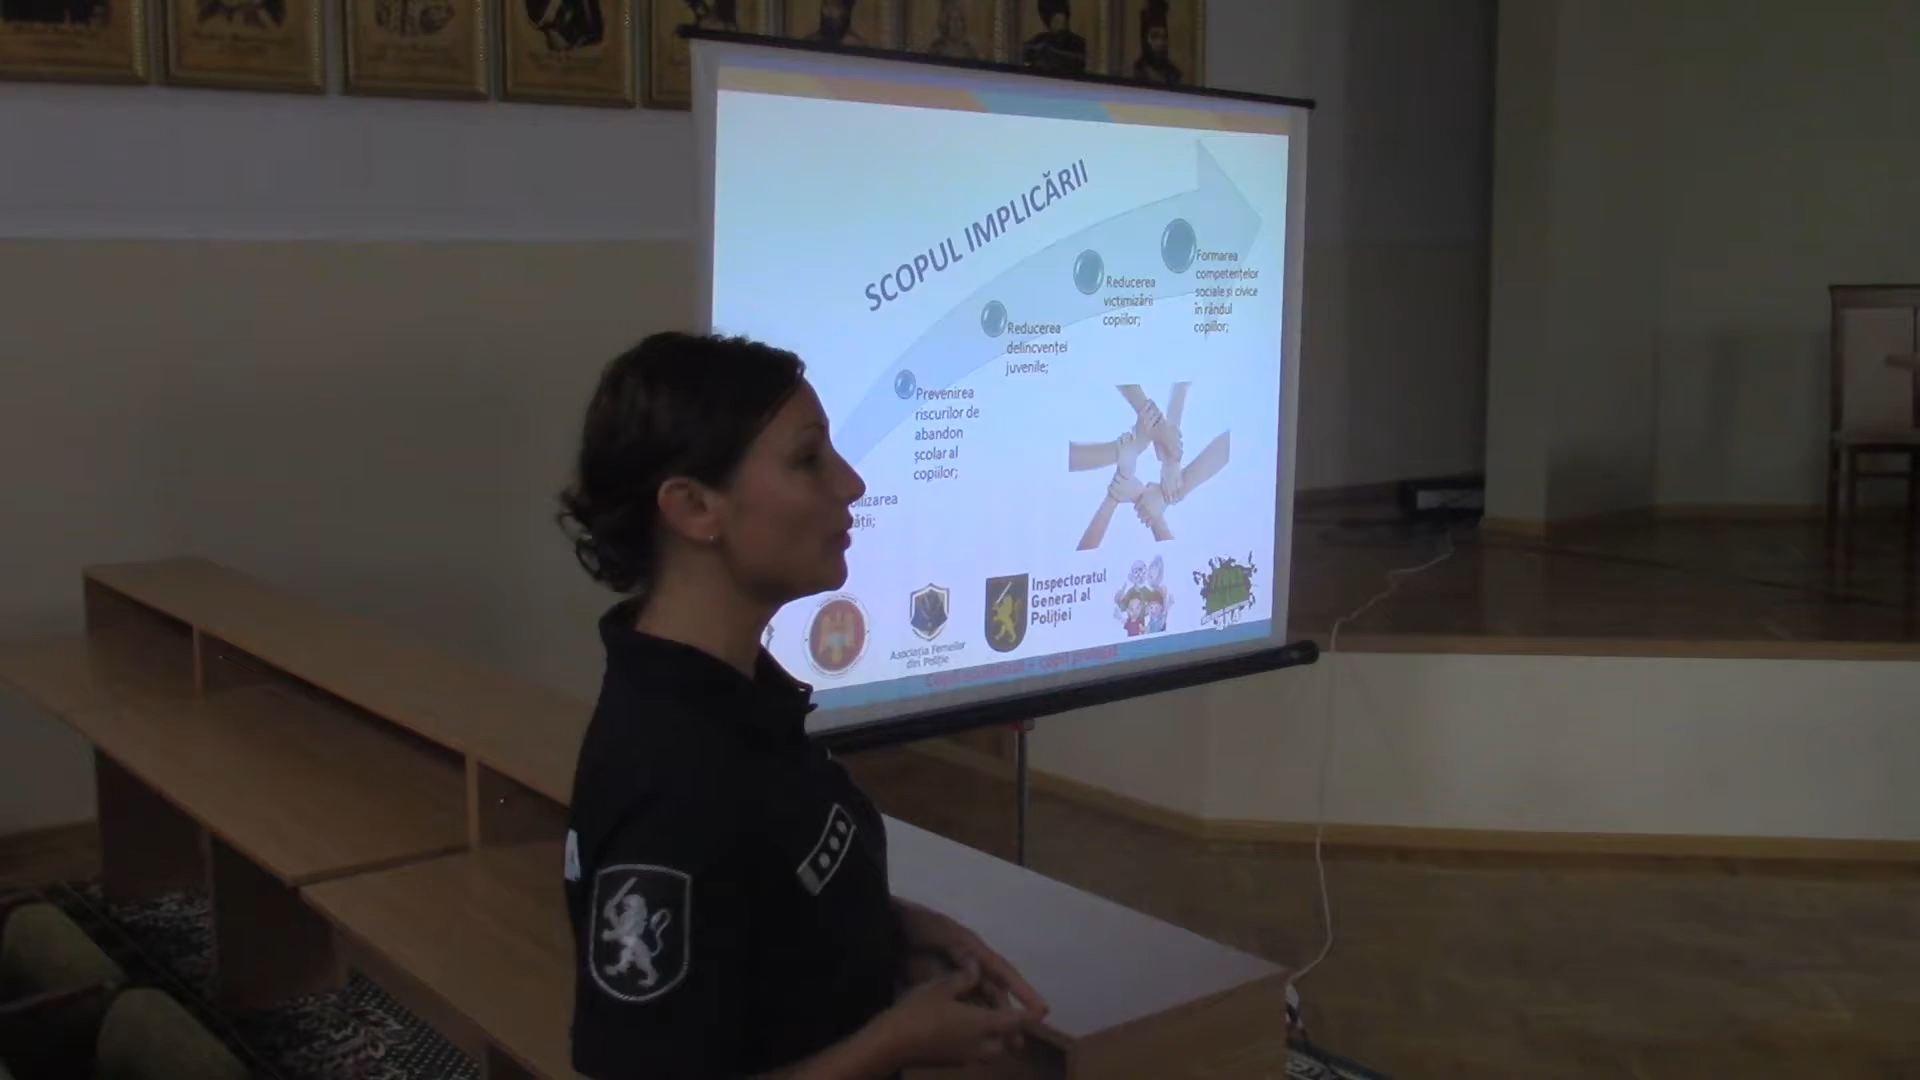 SCOPUL IMPLICĂRII
Formarea
competențelor
sociale și civice
în rândul
copiilor;
Reducerea
victimizării
copiilor;
Reducerea
delincvenței
juvenile;
Prevenirea
riscurilor de
abandon
școlar al
copiilor;
Inspectoratul
General al
Poliției
Asociația Femeilor
din Poliție